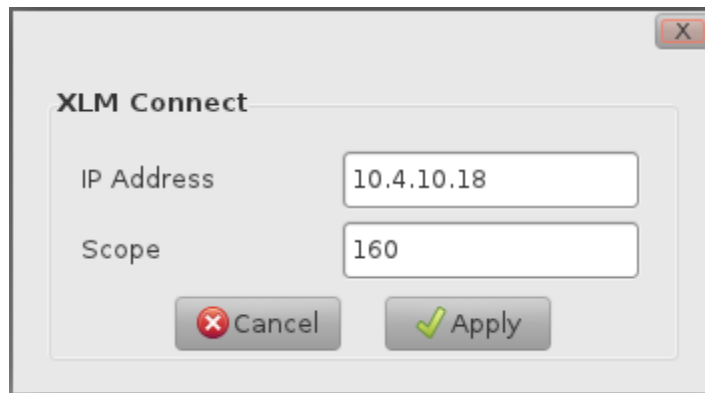 X
XLM Connect
IP Address 10.4.10.18
Scope 160
Cancel Apply